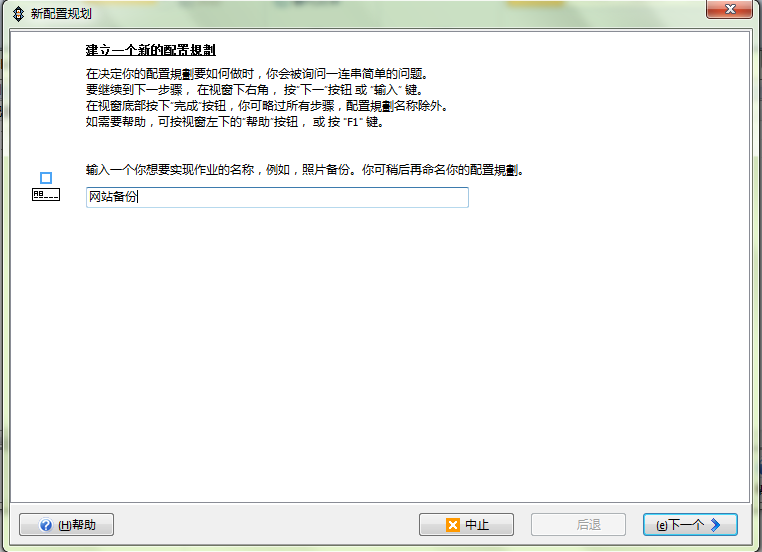 新配置规划
建立一个新的配置規劃
在决定你的配置規劃要如何做时，你会被询问一连串简单的问题。
要继续到下一步骤， 在视窗下右角， 按"下一"按钮 或 "输入" 键。
在视窗底部按下"完成"按钮，你可略过所有步骤，配置規劃名称除外。
如需要帮助，可按视窗左下的"帮助"按钮， 或 按 "F1" 键。
输入一个你想要实现作业的名称，例如，照片备份。你可稍后再命名你的配置規劃。
网站备份
(H)帮助
中止
后退
(e)下一个